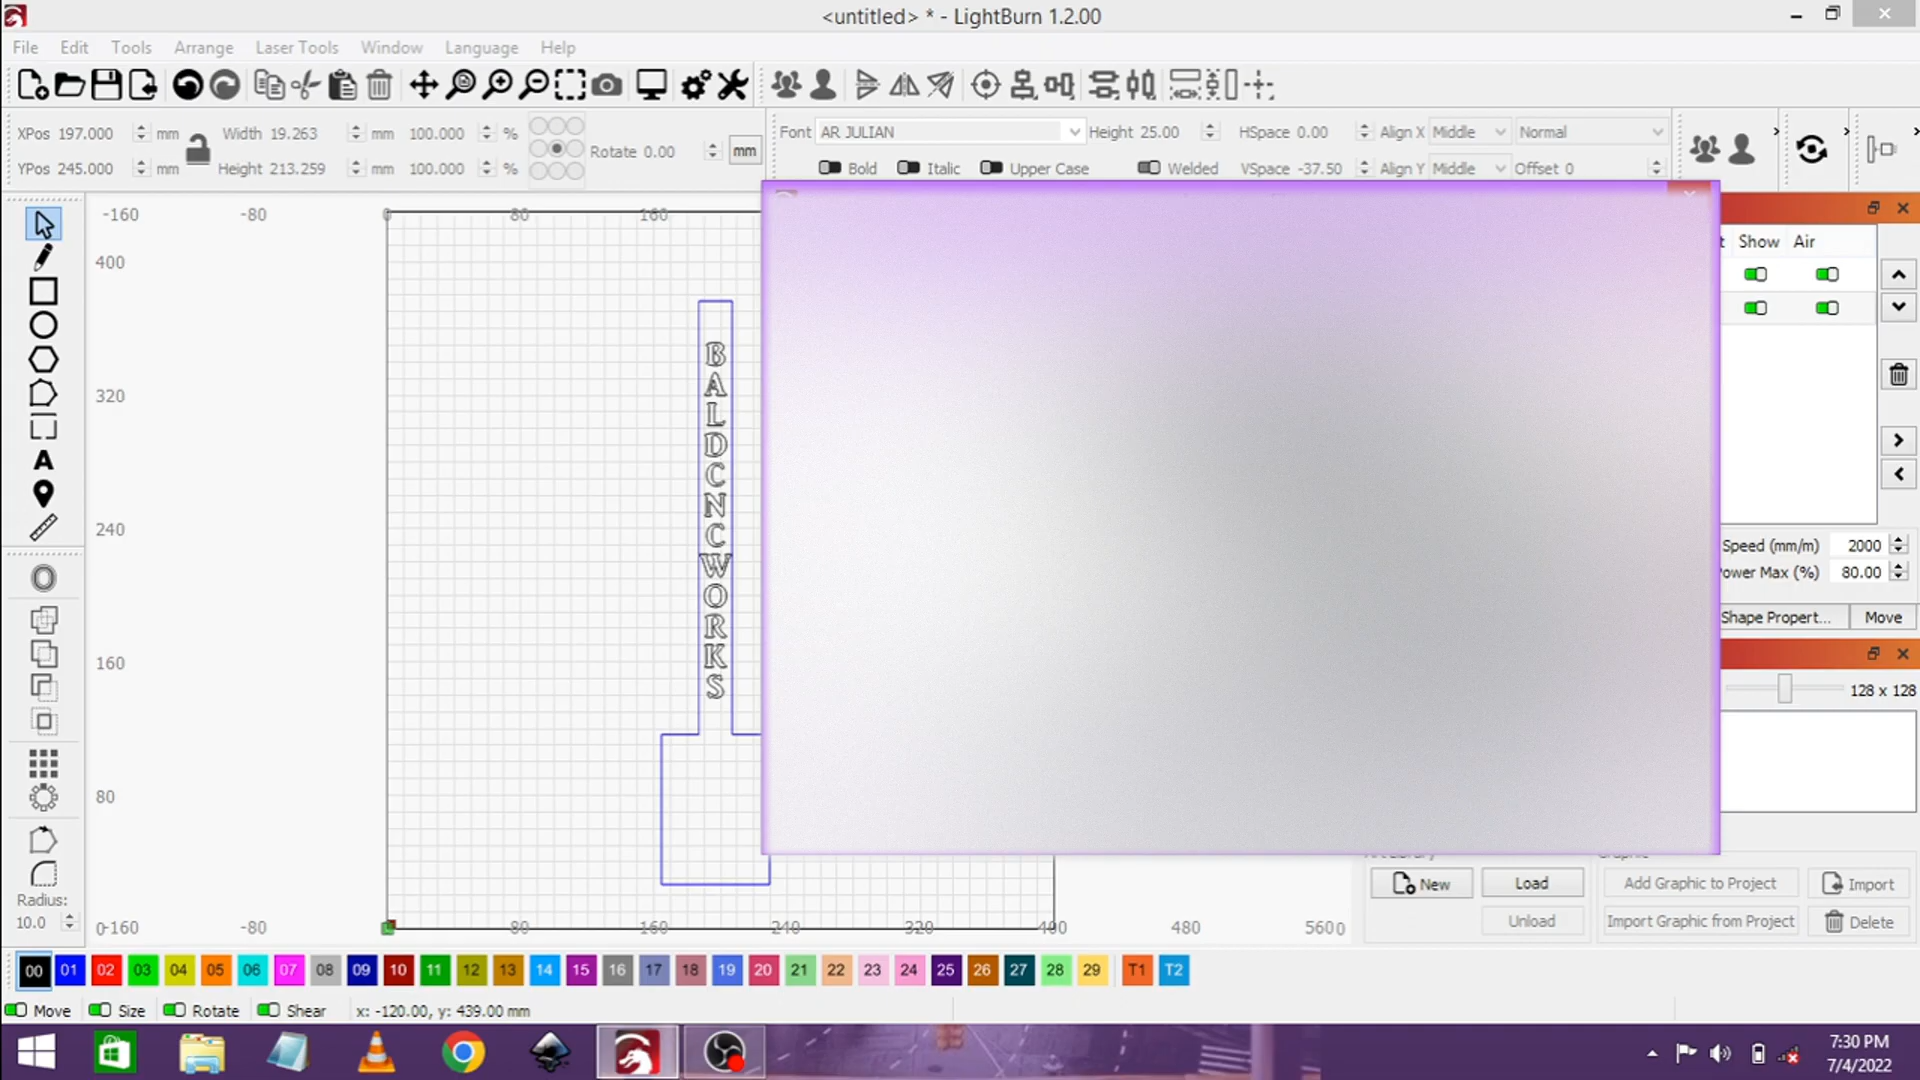 <untitled> * - LightBurn 1.2.00
File Edit Tools Arrange Laser Tools Window Language Help
XPos 197.000 mm Width 19.263 mm 100.000 % Rotate 0.00 mm Font AR JULIAN Height 25.00 HSpace 0.00 Align X Middle Normal
YPos 245.000 mm Height 213.259 mm 100.000 % Bold Italic Upper Case Welded VSpace -37.50 Align Y Middle Offset 0
-160 -80 0 80 160
t Show Air
400
320
240
160
80
B
A
L
D
C
N
C
W
O
R
K
S
Speed (mm/m) 2000
ower Max (%) 80.00
Shape Propert... Move
128 x 128
New Load Add Graphic to Project Import
Unload Import Graphic from Project Delete
Radius:
10.0
0-160 -80 80 160 240 320 400 480 5600
00 01 02 03 04 05 06 07 08 09 10 11 12 13 14 15 16 17 18 19 20 21 22 23 24 25 26 27 28 29 T1 T2
Move Size Rotate Shear x: -120.00, y: 439.00 mm
7:30 PM
7/4/2022